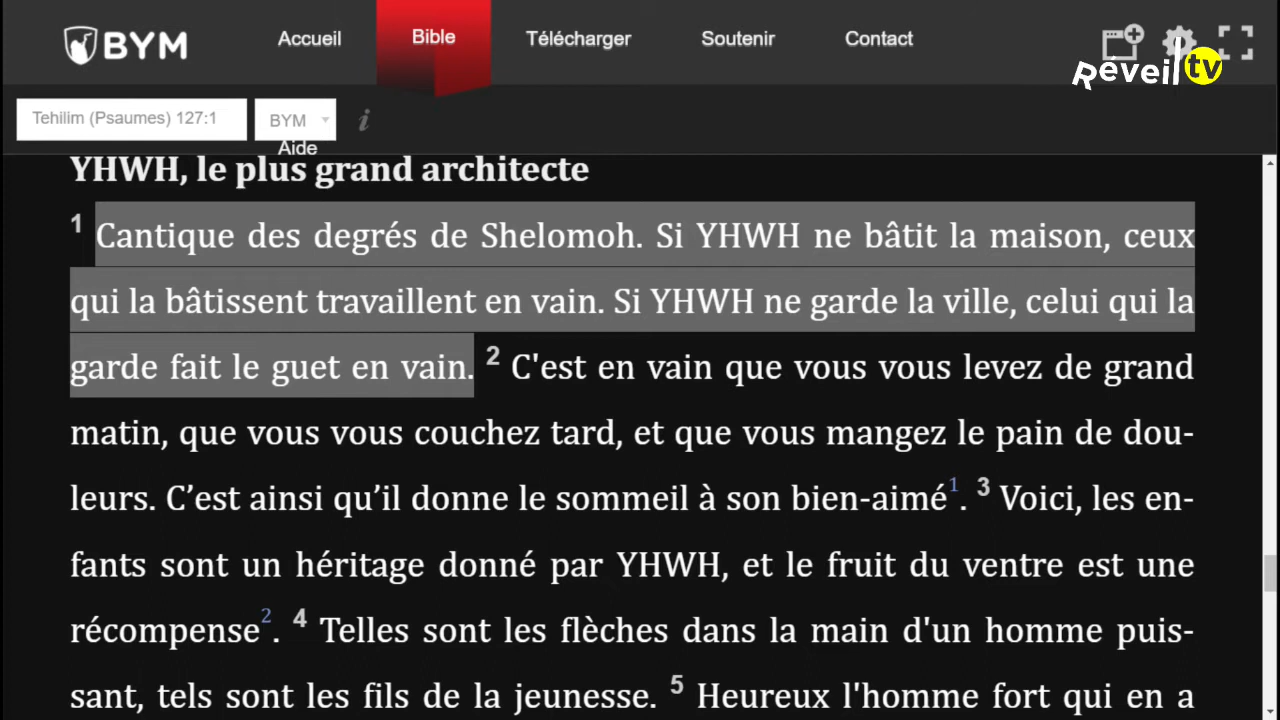 BYM
Accueil
Bible
Télécharger
Soutenir
Contact
Réveil tv
Tehilim (Psaumes) 127:1
BYM
i
Aide
YHWH, le plus grand architecte
1 Cantique des degrés de Shelomoh. Si YHWH ne bâtit la maison, ceux
qui la bâtissent travaillent en vain. Si YHWH ne garde la ville, celui qui la
garde fait le guet en vain. 2 C'est en vain que vous vous levez de grand
matin, que vous vous couchez tard, et que vous mangez le pain de dou-
leurs. C’est ainsi qu’il donne le sommeil à son bien-aimé1. 3 Voici, les en-
fants sont un héritage donné par YHWH, et le fruit du ventre est une
récompense2. 4 Telles sont les flèches dans la main d'un homme puis-
sant, tels sont les fils de la jeunesse. 5 Heureux l'homme fort qui en a